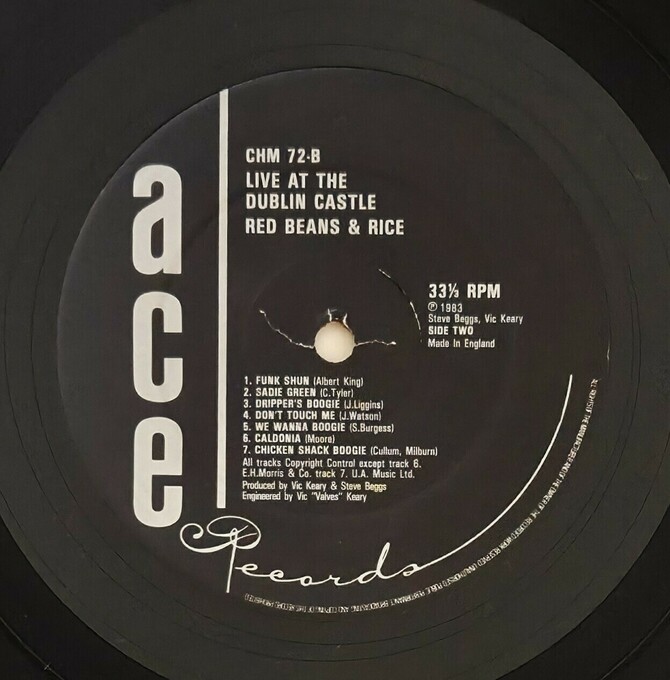 ace
Records
CHM 72-B
LIVE AT THE
DUBLIN CASTLE
RED BEANS & RICE
33⅓ RPM
℗ 1983
Steve Beggs, Vic Keary
SIDE TWO
Made In England
1. FUNK SHUN (Albert King)
2. SADIE GREEN (C.Tyler)
3. DRIPPER'S BOOGIE (J.Liggins)
4. DON'T TOUCH ME (J.Watson)
5. WE WANNA BOOGIE (S.Burgess)
6. CALDONIA (Moore)
7. CHICKEN SHACK BOOGIE (Cullum, Milburn)
All tracks Copyright Control except track 6.
E.H.Morris & Co. track 7. U.A. Music Ltd.
Produced by Vic Keary & Steve Beggs
Engineered by Vic "Valves" Keary